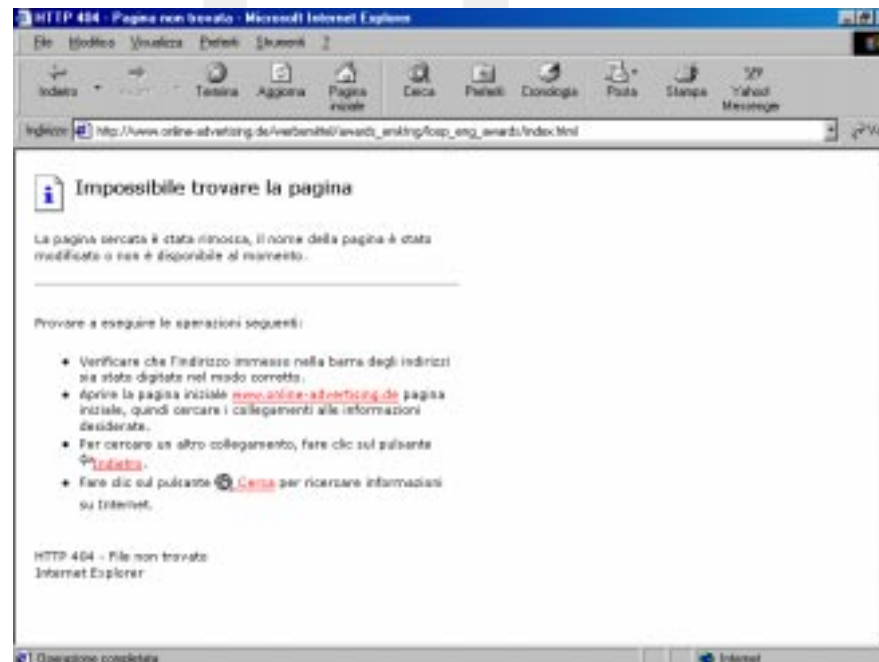 HTTP 404 - Pagina non trovata - Microsoft Internet Explorer
File Modifica Visualizza Preferiti Strumenti ?
Indietro Termina Aggiorna Pagina iniziale Cerca Preferiti Cronologia Posta Stampa Yahoo! Messenger
Indirizzo http://www.online-advertising.de/werbemittel/awards_
Impossibile trovare la pagina
La pagina cercata è stata rimossa, il nome della pagina è stato
modificato o non è disponibile al momento.
Provare a eseguire le operazioni seguenti:
Verificare che l'indirizzo immesso nella barra degli indirizzi
sia stato digitato nel modo corretto.
Aprire la pagina iniziale www.online-advertising.de pagina
iniziale, quindi cercare i collegamenti alle informazioni
desiderate.
Per cercare un altro collegamento, fare clic sul pulsante
Indietro.
Fare clic sul pulsante Cerca per ricercare informazioni
su Internet.
HTTP 404 - File non trovato
Internet Explorer
Operazione completata Internet